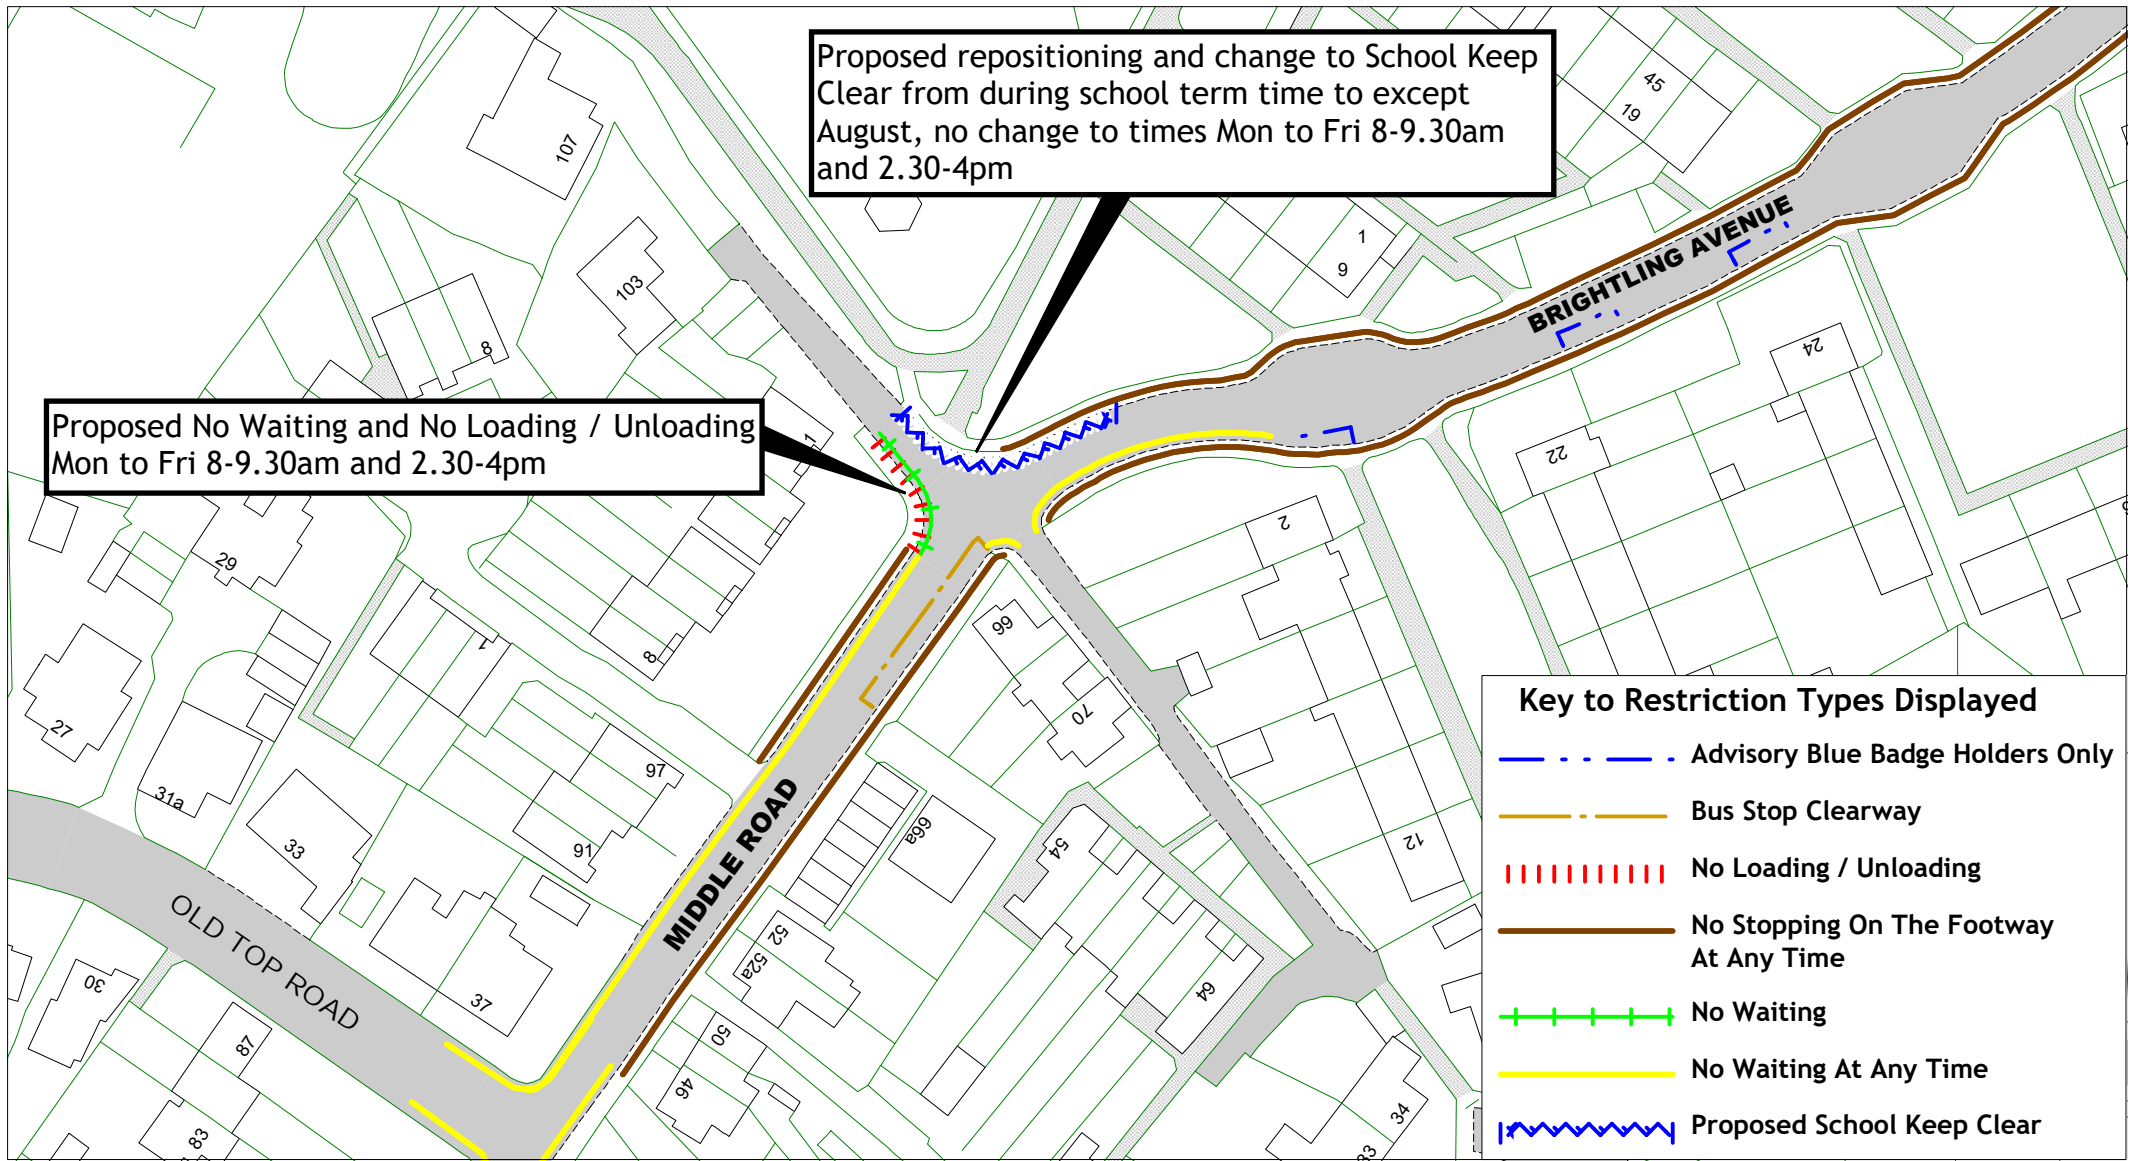 Proposed repositioning and change to School Keep
Clear from during school term time to except
August, no change to times Mon to Fri 8-9.30am
and 2.30-4pm
45
19
107
1
9
103
BRIGHTLING AVENUE
8
24
Proposed No Waiting and No Loading / Unloading
Mon to Fri 8-9.30am and 2.30-4pm
1
22
2
29
66
1
8
70
27
97
31a
33
91
66a
54
12
MIDDLE ROAD
OLD TOP ROAD
52
52a
30
37
64
87
50
46
83
34
33
Key to Restriction Types Displayed
Advisory Blue Badge Holders Only
Bus Stop Clearway
No Loading / Unloading
No Stopping On The Footway
At Any Time
No Waiting
No Waiting At Any Time
Proposed School Keep Clear